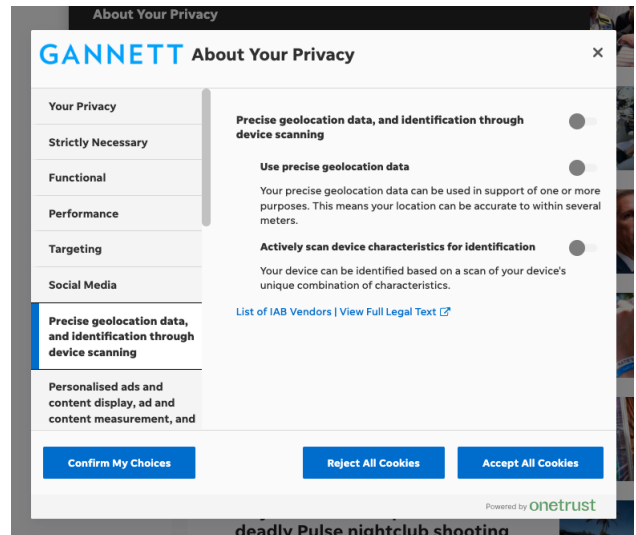 About Your Privacy
GANNETT About Your Privacy
Your Privacy
Strictly Necessary
Functional
Performance
Targeting
Social Media
Precise geolocation data,
and identification through
device scanning
Personalised ads and
content display, ad and
content measurement, and
Precise geolocation data, and identification through
device scanning
Use precise geolocation data
Your precise geolocation data can be used in support of one or more
purposes. This means your location can be accurate to within several
meters.
Actively scan device characteristics for identification
Your device can be identified based on a scan of your device's
unique combination of characteristics.
List of IAB Vendors | View Full Legal Text
Confirm My Choices
Reject All Cookies
Accept All Cookies
Powered by onetrust
deadly Pulse nightclub shooting